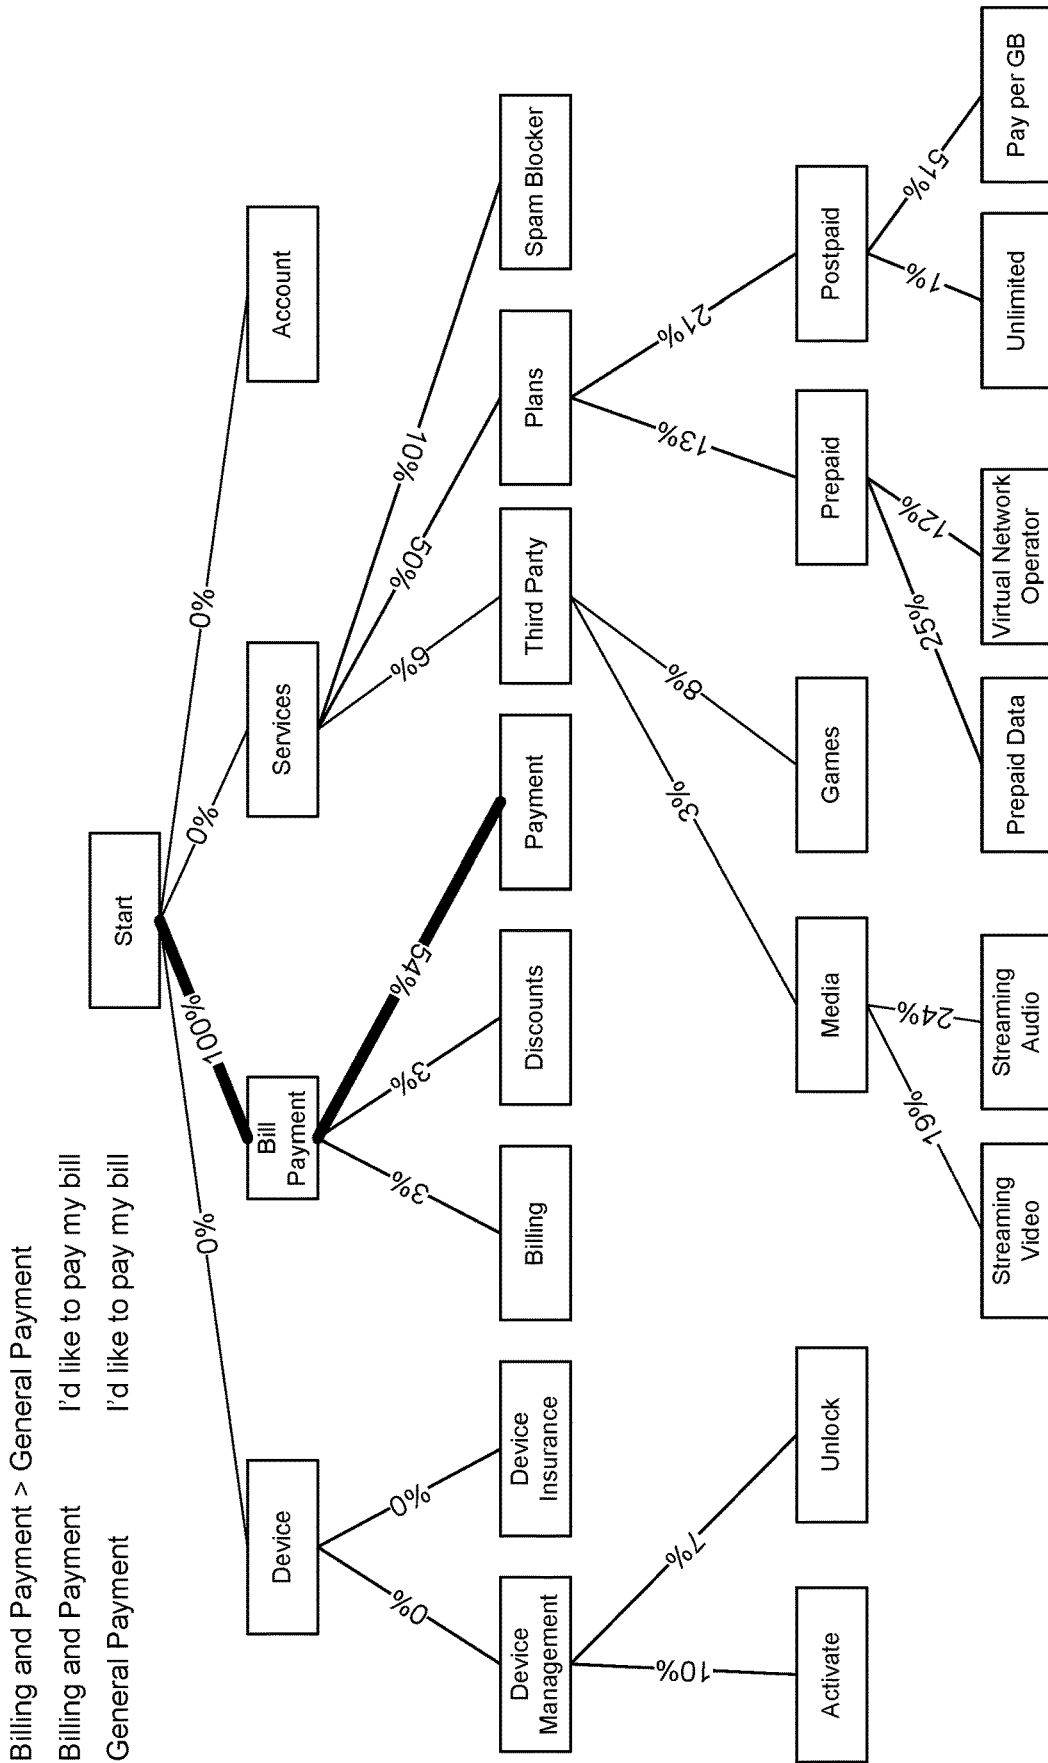 Billing and Payment > General Payment
Billing and Payment I'd like to pay my bill
General Payment I'd like to pay my bill
Start
0%
100%
0%
0%
Device
Bill
Payment
Services
Account
0%
0%
3%
3%
54%
6%
50%
10%
Device
Management
Device
Insurance
Billing
Discounts
Payment
Third Party
Plans
Spam Blocker
10%
7%
3%
8%
13%
21%
Activate
Unlock
Media
Games
Prepaid
Postpaid
19%
24%
25%
12%
1%
51%
Streaming
Video
Streaming
Audio
Prepaid Data
Virtual Network
Operator
Unlimited
Pay per GB